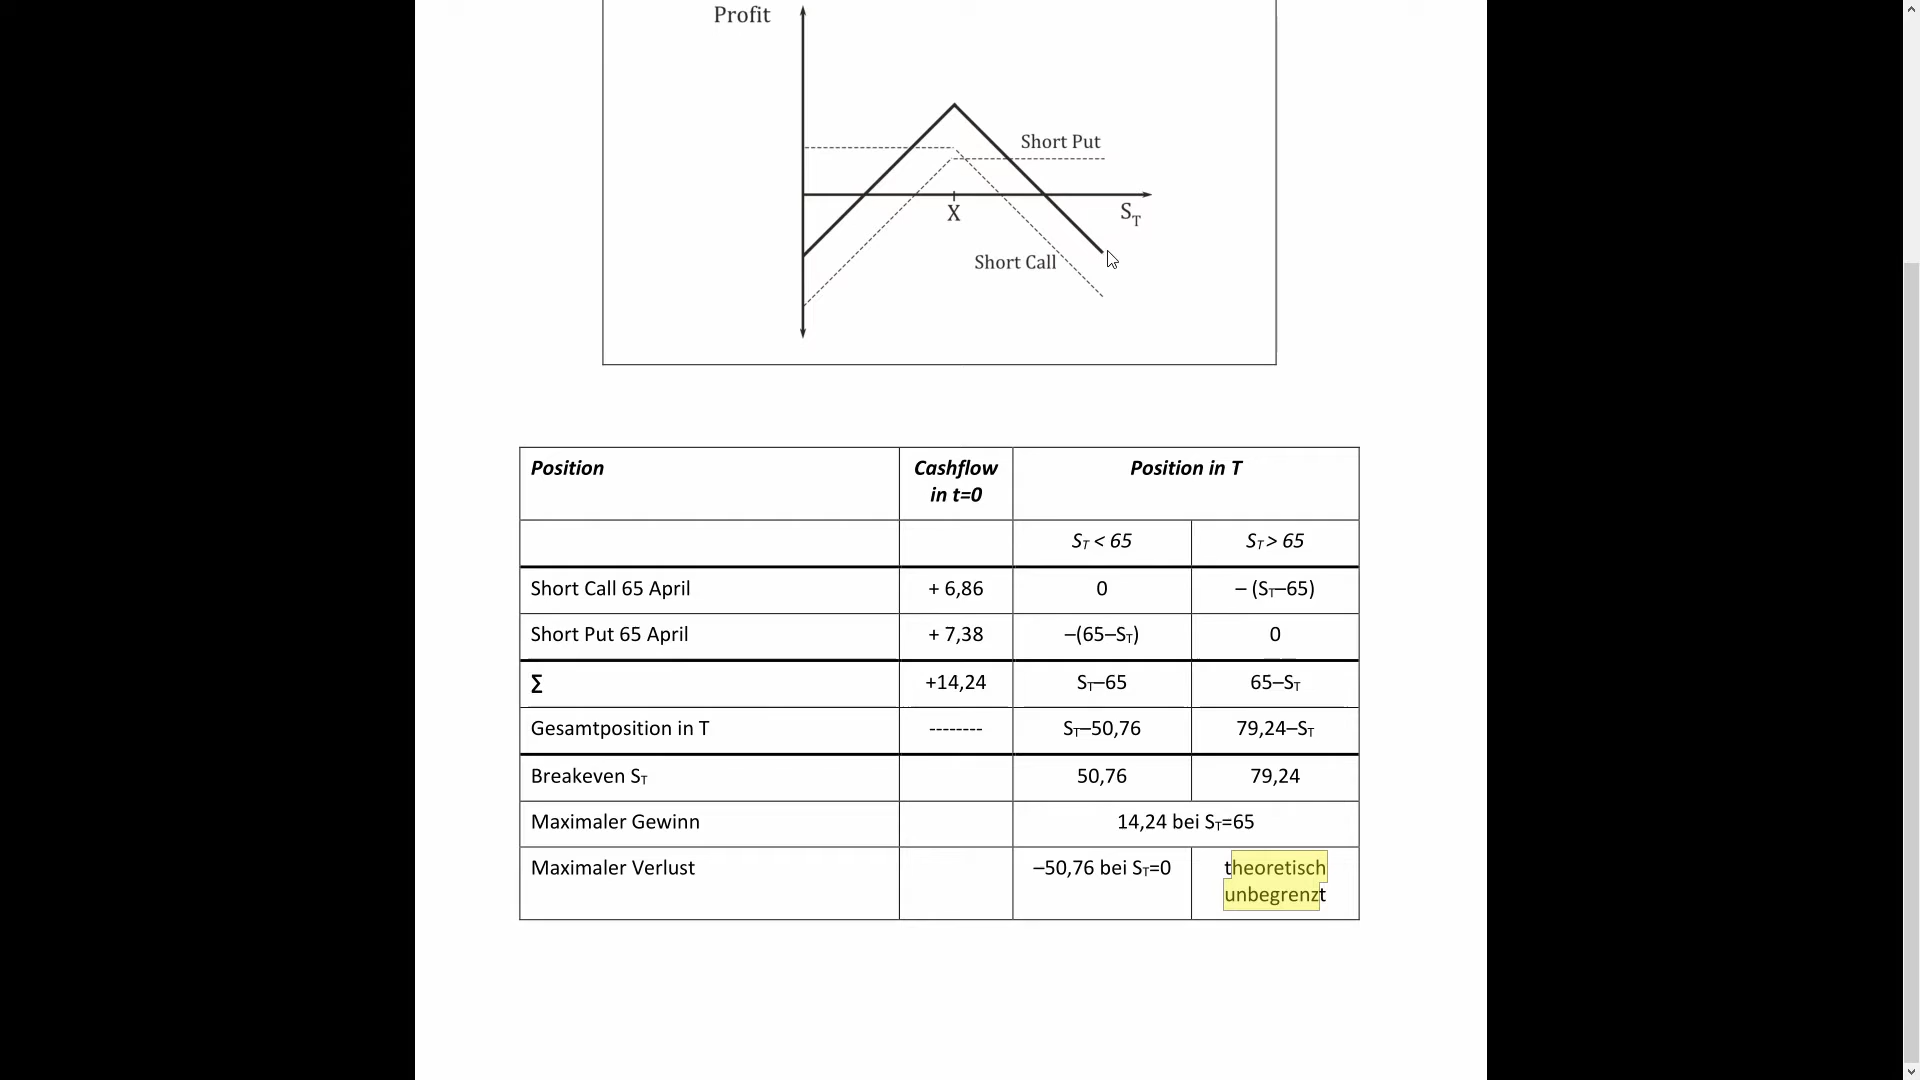 Profit
Short Put
X
S_T
Short Call
Position Cashflow in t=0 Position in T
S_T < 65 S_T > 65
Short Call 65 April + 6,86 0 – (S_T–65)
Short Put 65 April + 7,38 –(65–S_T) 0
Σ +14,24 S_T–65 65–S_T
Gesamtposition in T -------- S_T–50,76 79,24–S_T
Breakeven S_T 50,76 79,24
Maximaler Gewinn 14,24 bei S_T=65
Maximaler Verlust –50,76 bei S_T=0 theoretisch unbegrenzt